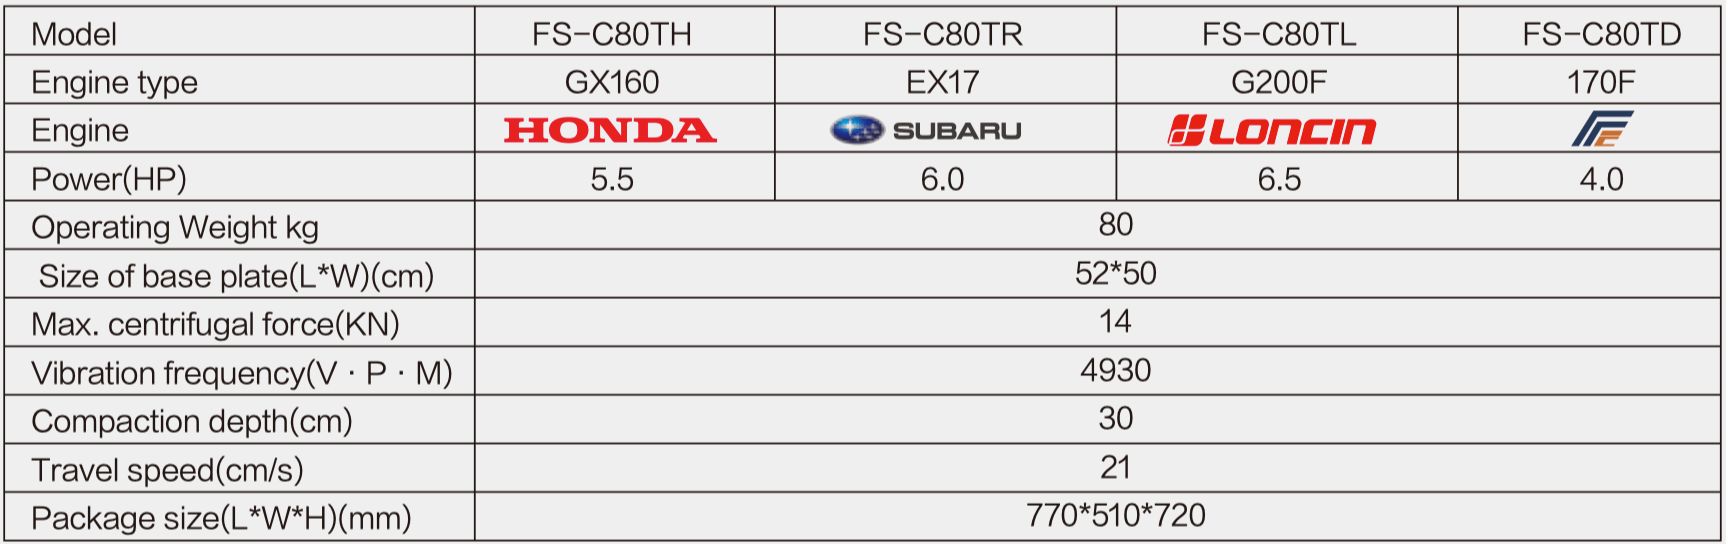 Model FS-C80TH FS-C80TR FS-C80TL FS-C80TD
Engine type GX160 EX17 G200F 170F
Engine HONDA SUBARU LONCIN
Power(HP) 5.5 6.0 6.5 4.0
Operating Weight kg 80
Size of base plate(L*W)(cm) 52*50
Max. centrifugal force(KN) 14
Vibration frequency(V · P · M) 4930
Compaction depth(cm) 30
Travel speed(cm/s) 21
Package size(L*W*H)(mm) 770*510*720